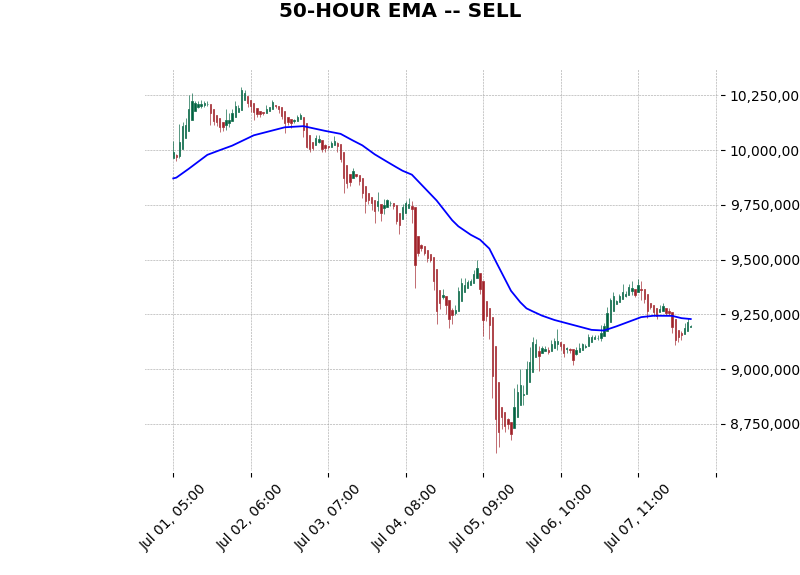 50-HOUR EMA -- SELL
10,250,00
10,000,00
9,750,000
9,500,000
9,250,000
9,000,000
8,750,000
Jul 01, 05:00
Jul 02, 06:00
Jul 03, 07:00
Jul 04, 08:00
Jul 05, 09:00
Jul 06, 10:00
Jul 07, 11:00